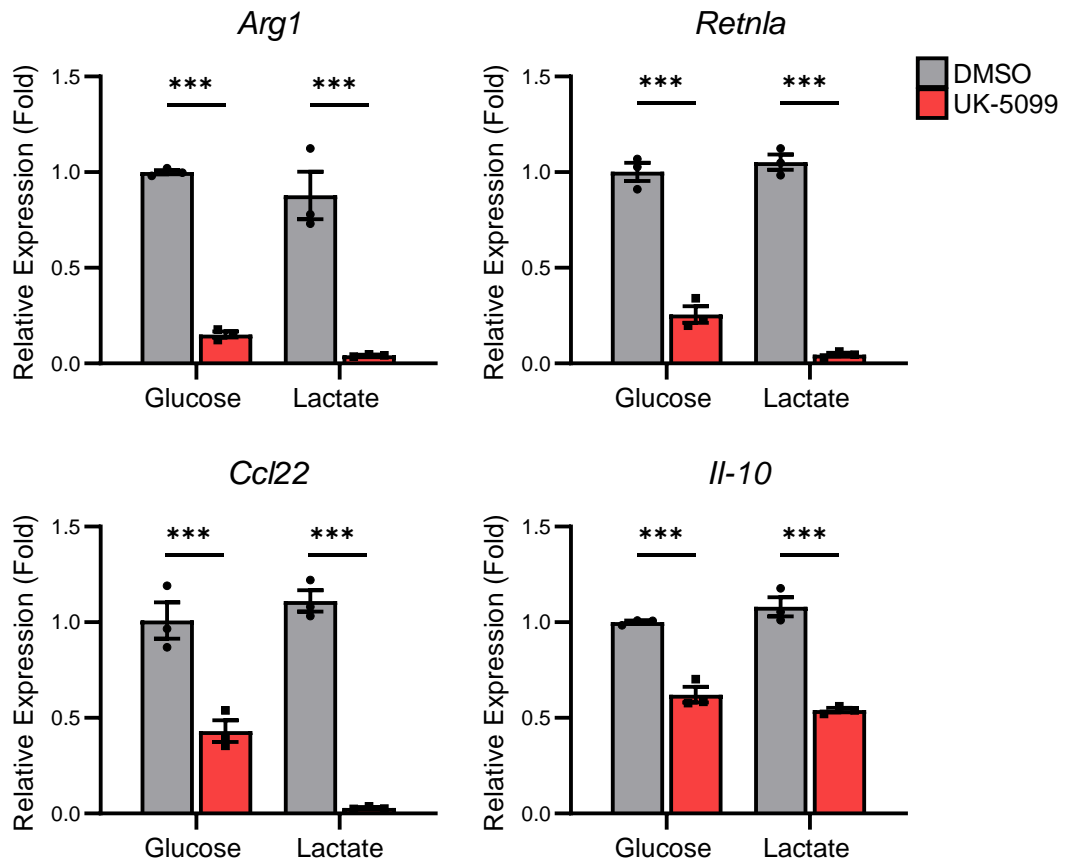 Arg1
Relative Expression (Fold)
1.5
1.0
0.5
0.0
*** ***
Glucose Lactate
Retnla
Relative Expression (Fold)
1.5
1.0
0.5
0.0
*** ***
Glucose Lactate
DMSO
UK-5099
Ccl22
Relative Expression (Fold)
1.5
1.0
0.5
0.0
*** ***
Glucose Lactate
Il-10
Relative Expression (Fold)
1.5
1.0
0.5
0.0
*** ***
Glucose Lactate